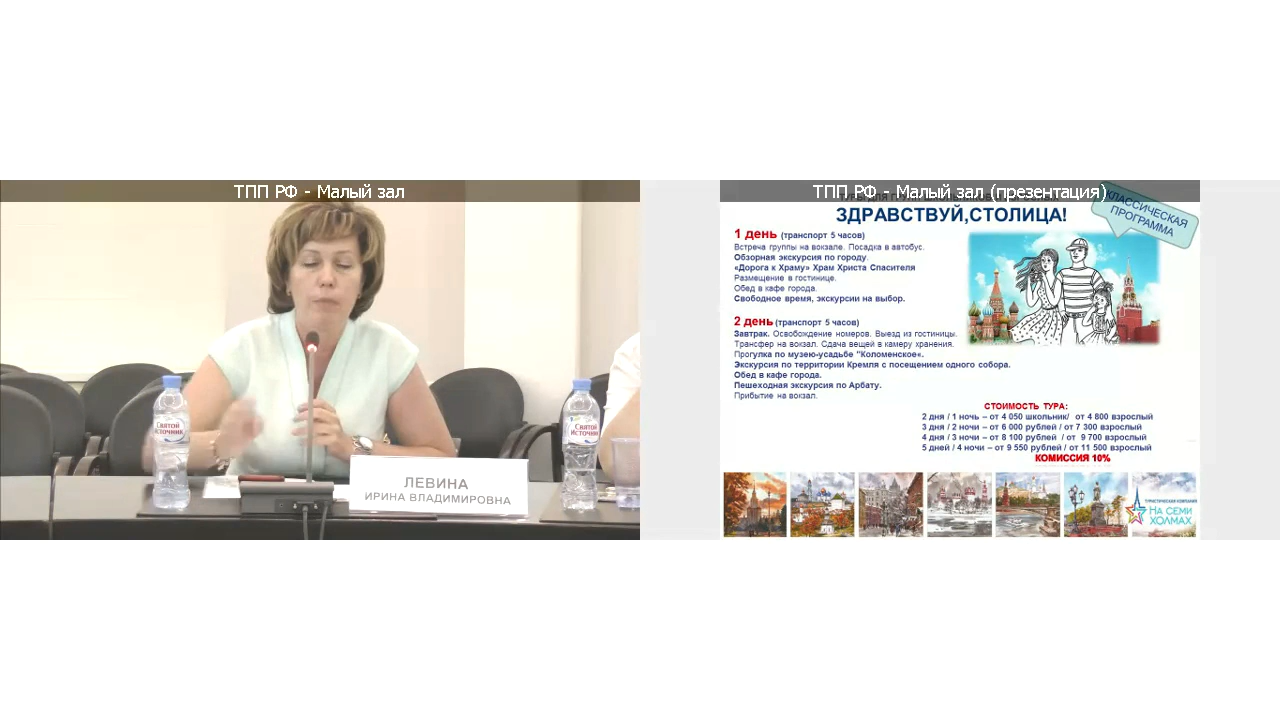 ТПП РФ - Малый зал
СВЯТОЙ
ИСТОЧНИК
СВЯТОЙ
ИСТОЧНИК
ЛЕВИНА
ИРИНА ВЛАДИМИРОВНА
ТПП РФ - Малый зал (презентация)
КЛАССИЧЕСКАЯ
ПРОГРАММА
ЗДРАВСТВУЙ,СТОЛИЦА!
1 день (транспорт 5 часов)
Встреча группы на вокзале. Посадка в автобус.
Обзорная экскурсия по городу.
«Дорога к Храму» Храм Христа Спасителя
Размещение в гостинице.
Обед в кафе города.
Свободное время, экскурсии на выбор.
2 день (транспорт 5 часов)
Завтрак. Освобождение номеров. Выезд из гостиницы.
Трансфер на вокзал. Сдача вещей в камеру хранения.
Прогулка по музею-усадьбе "Коломенское«.
Экскурсия по территории Кремля с посещением одного собора.
Обед в кафе города.
Пешеходная экскурсия по Арбату.
Прибытие на вокзал.
СТОИМОСТЬ ТУРА:
2 дня / 1 ночь – от 4 050 школьник/ от 4 800 взрослый
3 дня / 2 ночи – от 6 000 рублей / от 7 300 взрослый
4 дня / 3 ночи – от 8 100 рублей / от 9 700 взрослый
5 дней / 4 ночи – от 9 550 рублей / от 11 500 взрослый
КОМИССИЯ 10%
ТУРИСТИЧЕСКАЯ КОМПАНИЯ
НА СЕМИ
ХОЛМАХ